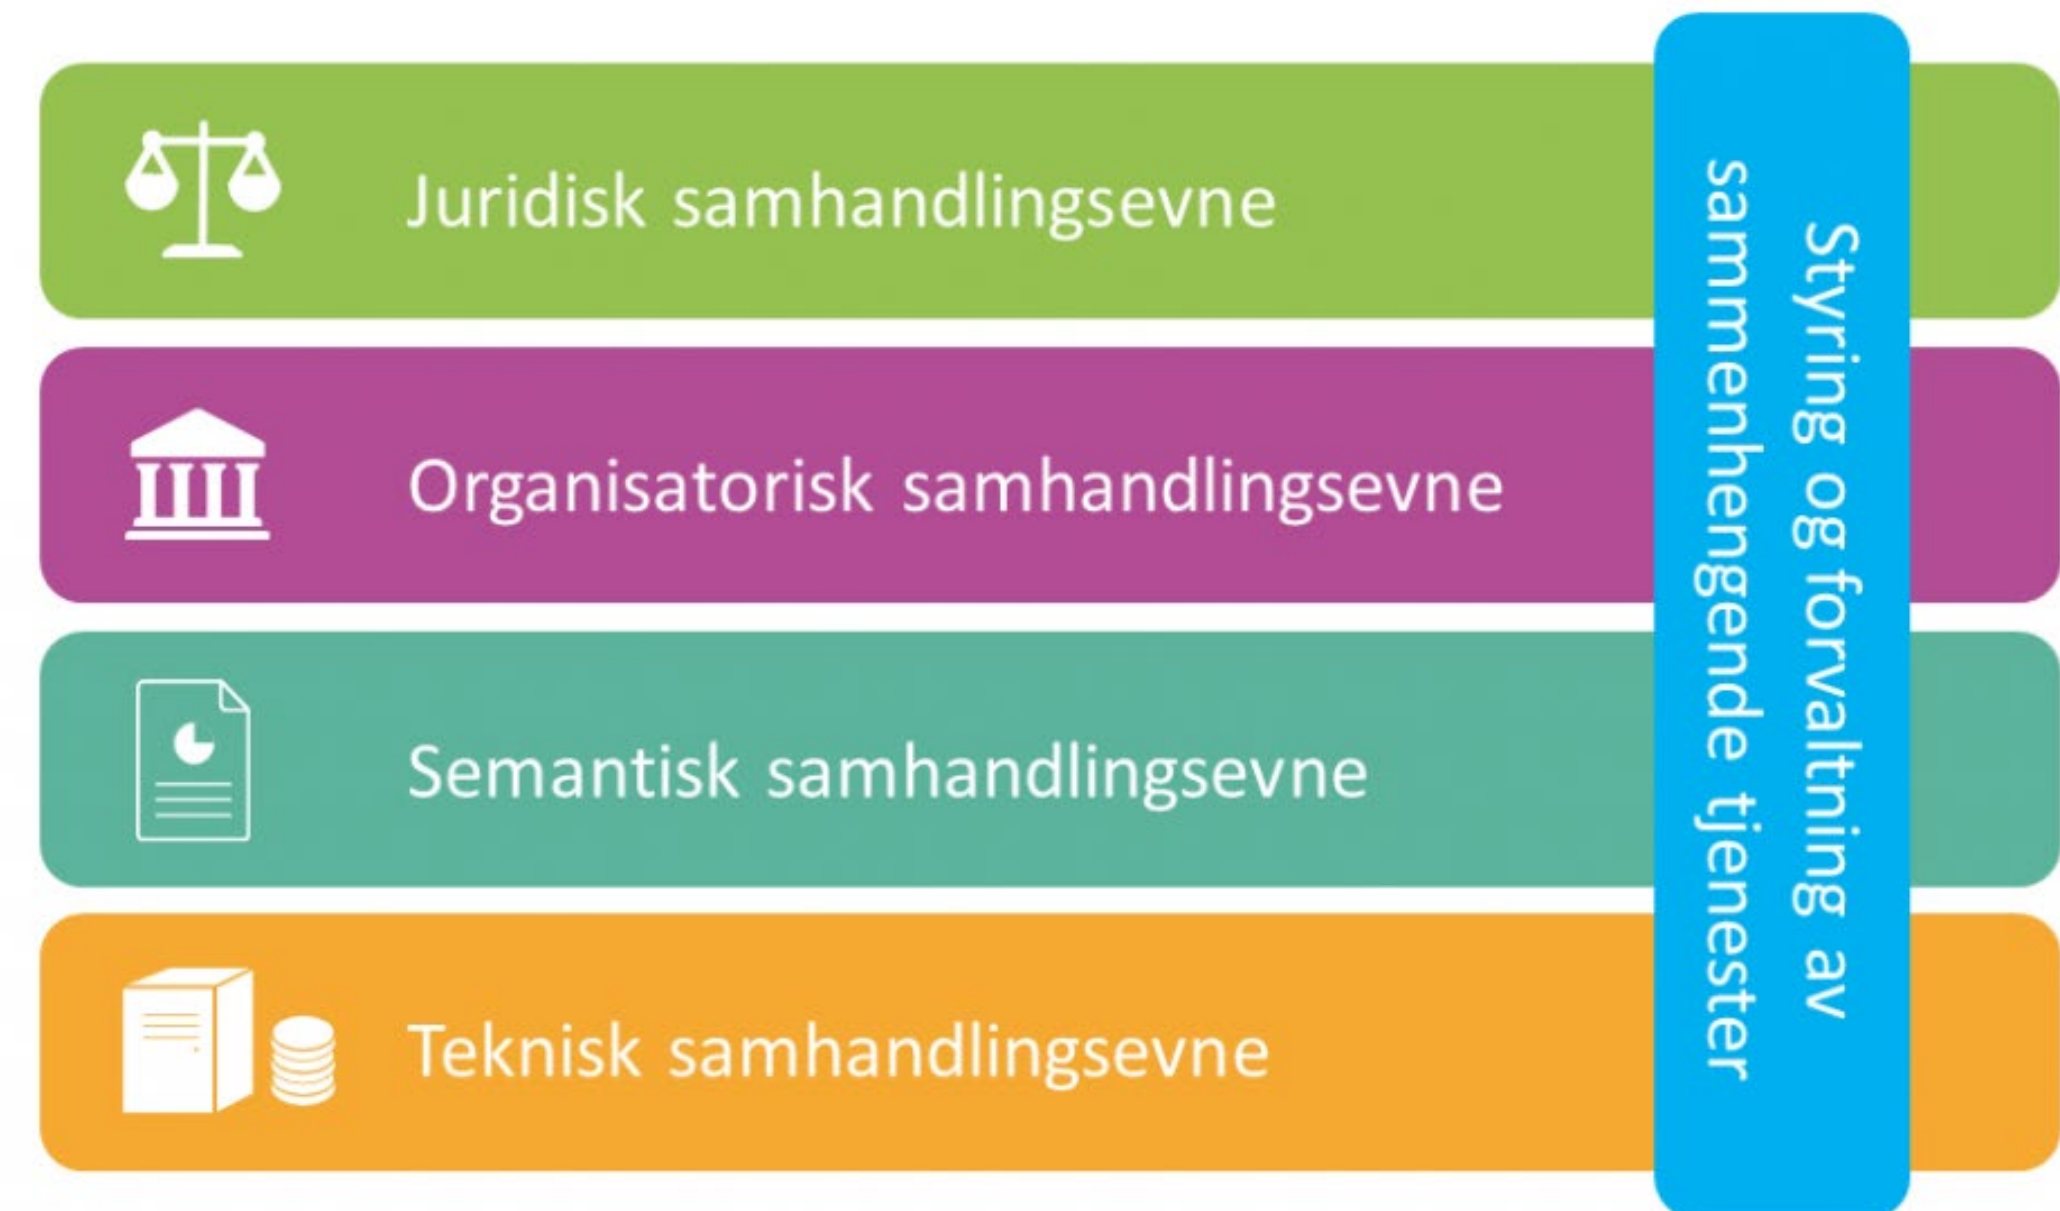 Juridisk samhandlingsevne
Organisatorisk samhandlingsevne
Semantisk samhandlingsevne
Teknisk samhandlingsevne
Styring og forvaltning av
sammenhengende tjenester